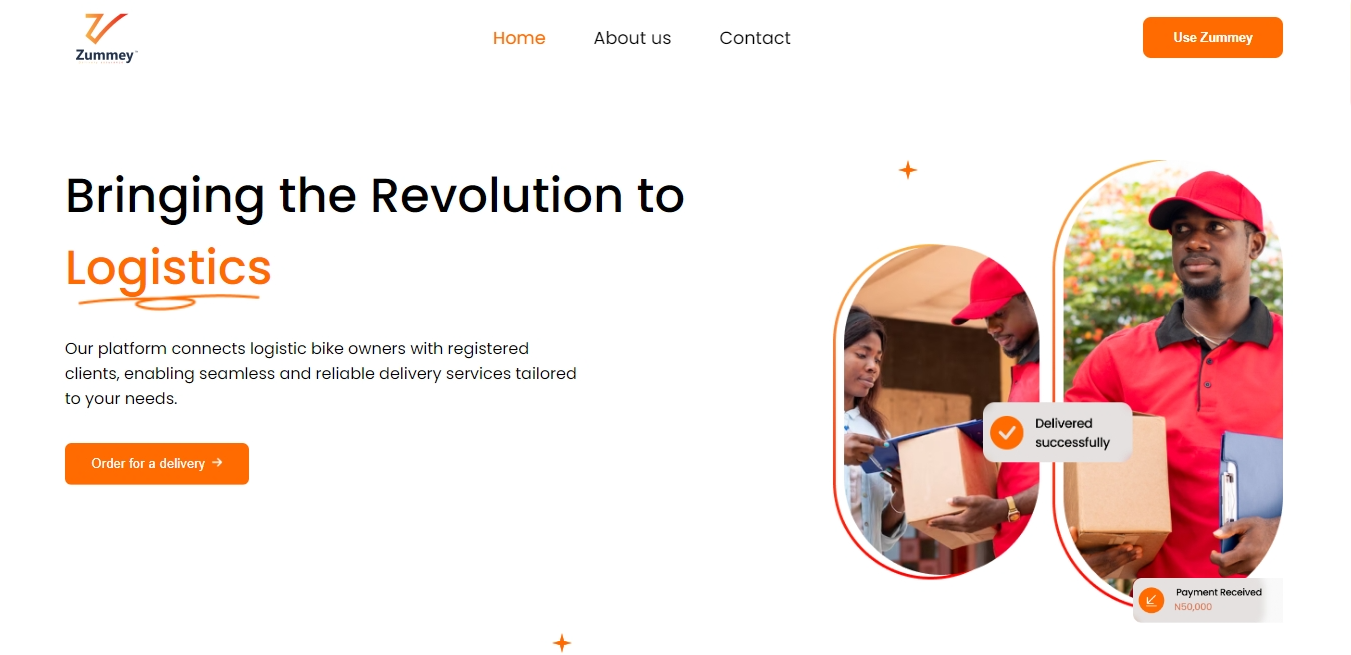 Zummey
Home
About us
Contact
Use Zummey
Bringing the Revolution to
Logistics
Our platform connects logistic bike owners with registered
clients, enabling seamless and reliable delivery services tailored
to your needs.
Order for a delivery →
Delivered
successfully
Payment Received
N50,000